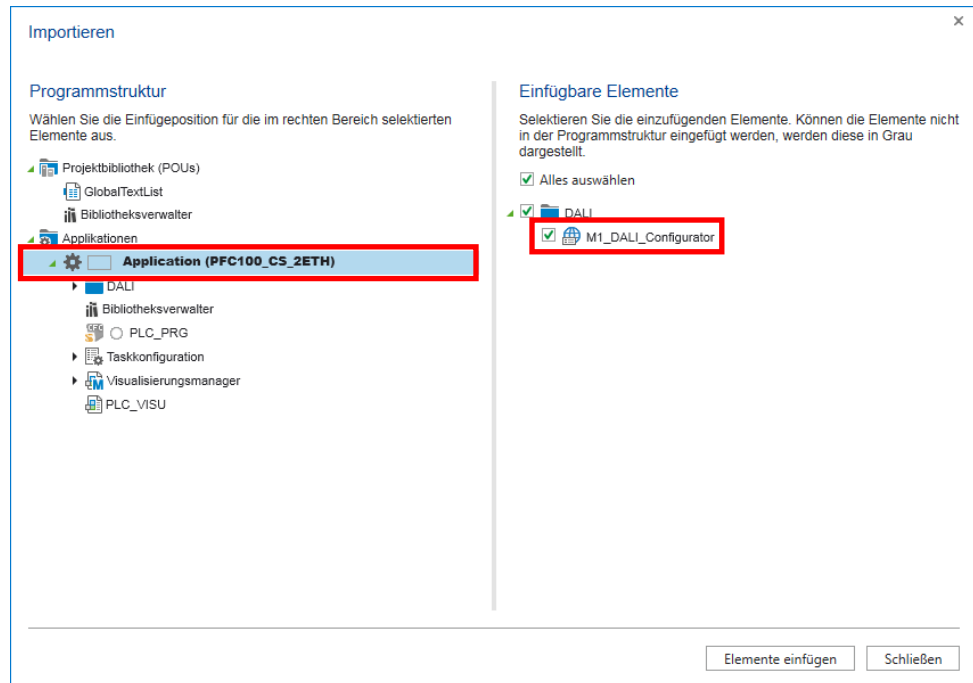 Importieren
Programmstruktur
Wählen Sie die Einfügeposition für die im rechten Bereich selektierten
Elemente aus.
Projektbibliothek (POUs)
GlobalTextList
Bibliotheksverwalter
Applikationen
Application (PFC100_CS_2ETH)
DALI
Bibliotheksverwalter
PLC_PRG
Taskkonfiguration
Visualisierungsmanager
PLC_VISU
Einfügbare Elemente
Selektieren Sie die einzufügenden Elemente. Können die Elemente nicht
in der Programmstruktur eingefügt werden, werden diese in Grau
dargestellt.
Alles auswählen
DALI
M1_DALI_Configurator
Elemente einfügen
Schließen